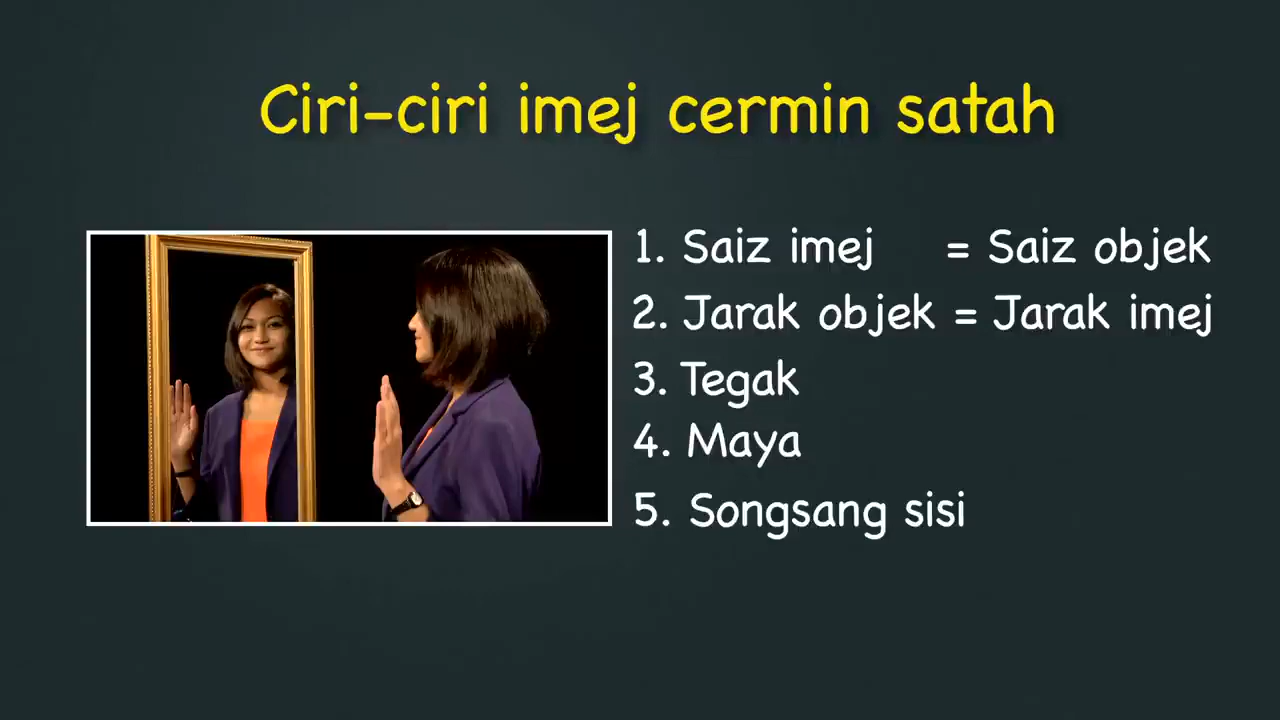 Ciri-ciri imej cermin satah
1. Saiz imej = Saiz objek
2. Jarak objek = Jarak imej
3. Tegak
4. Maya
5. Songsang sisi